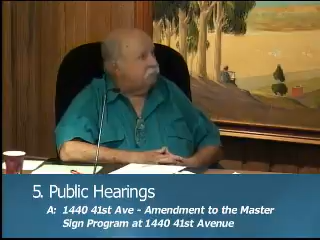 5. Public Hearings
A: 1440 41st Ave - Amendment to the Master
Sign Program at 1440 41st Avenue